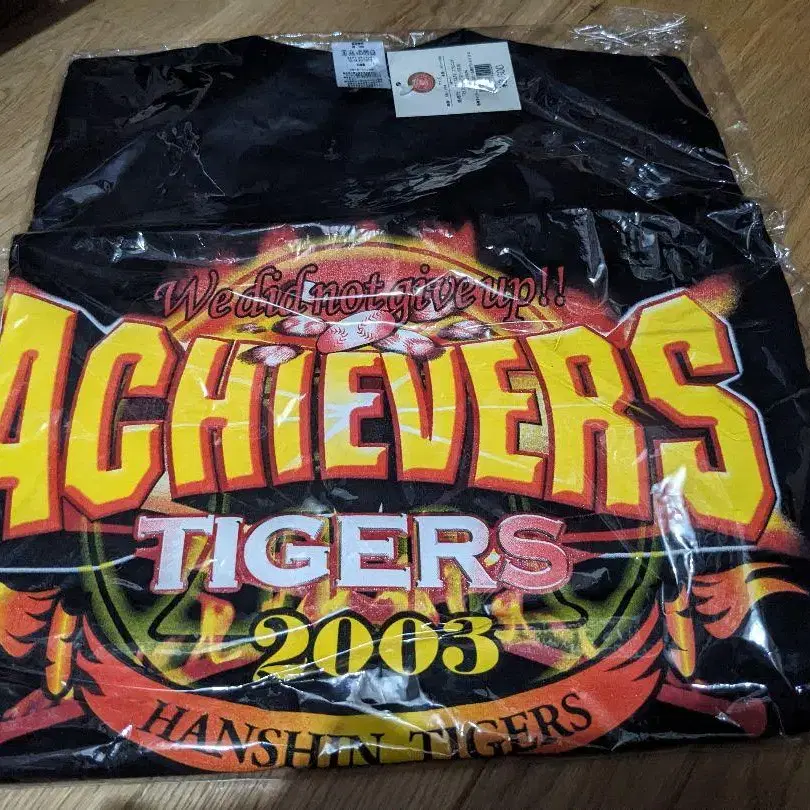 We did not give up!!
ACHIEVERS
TIGERS
2003
HANSHIN TIGERS